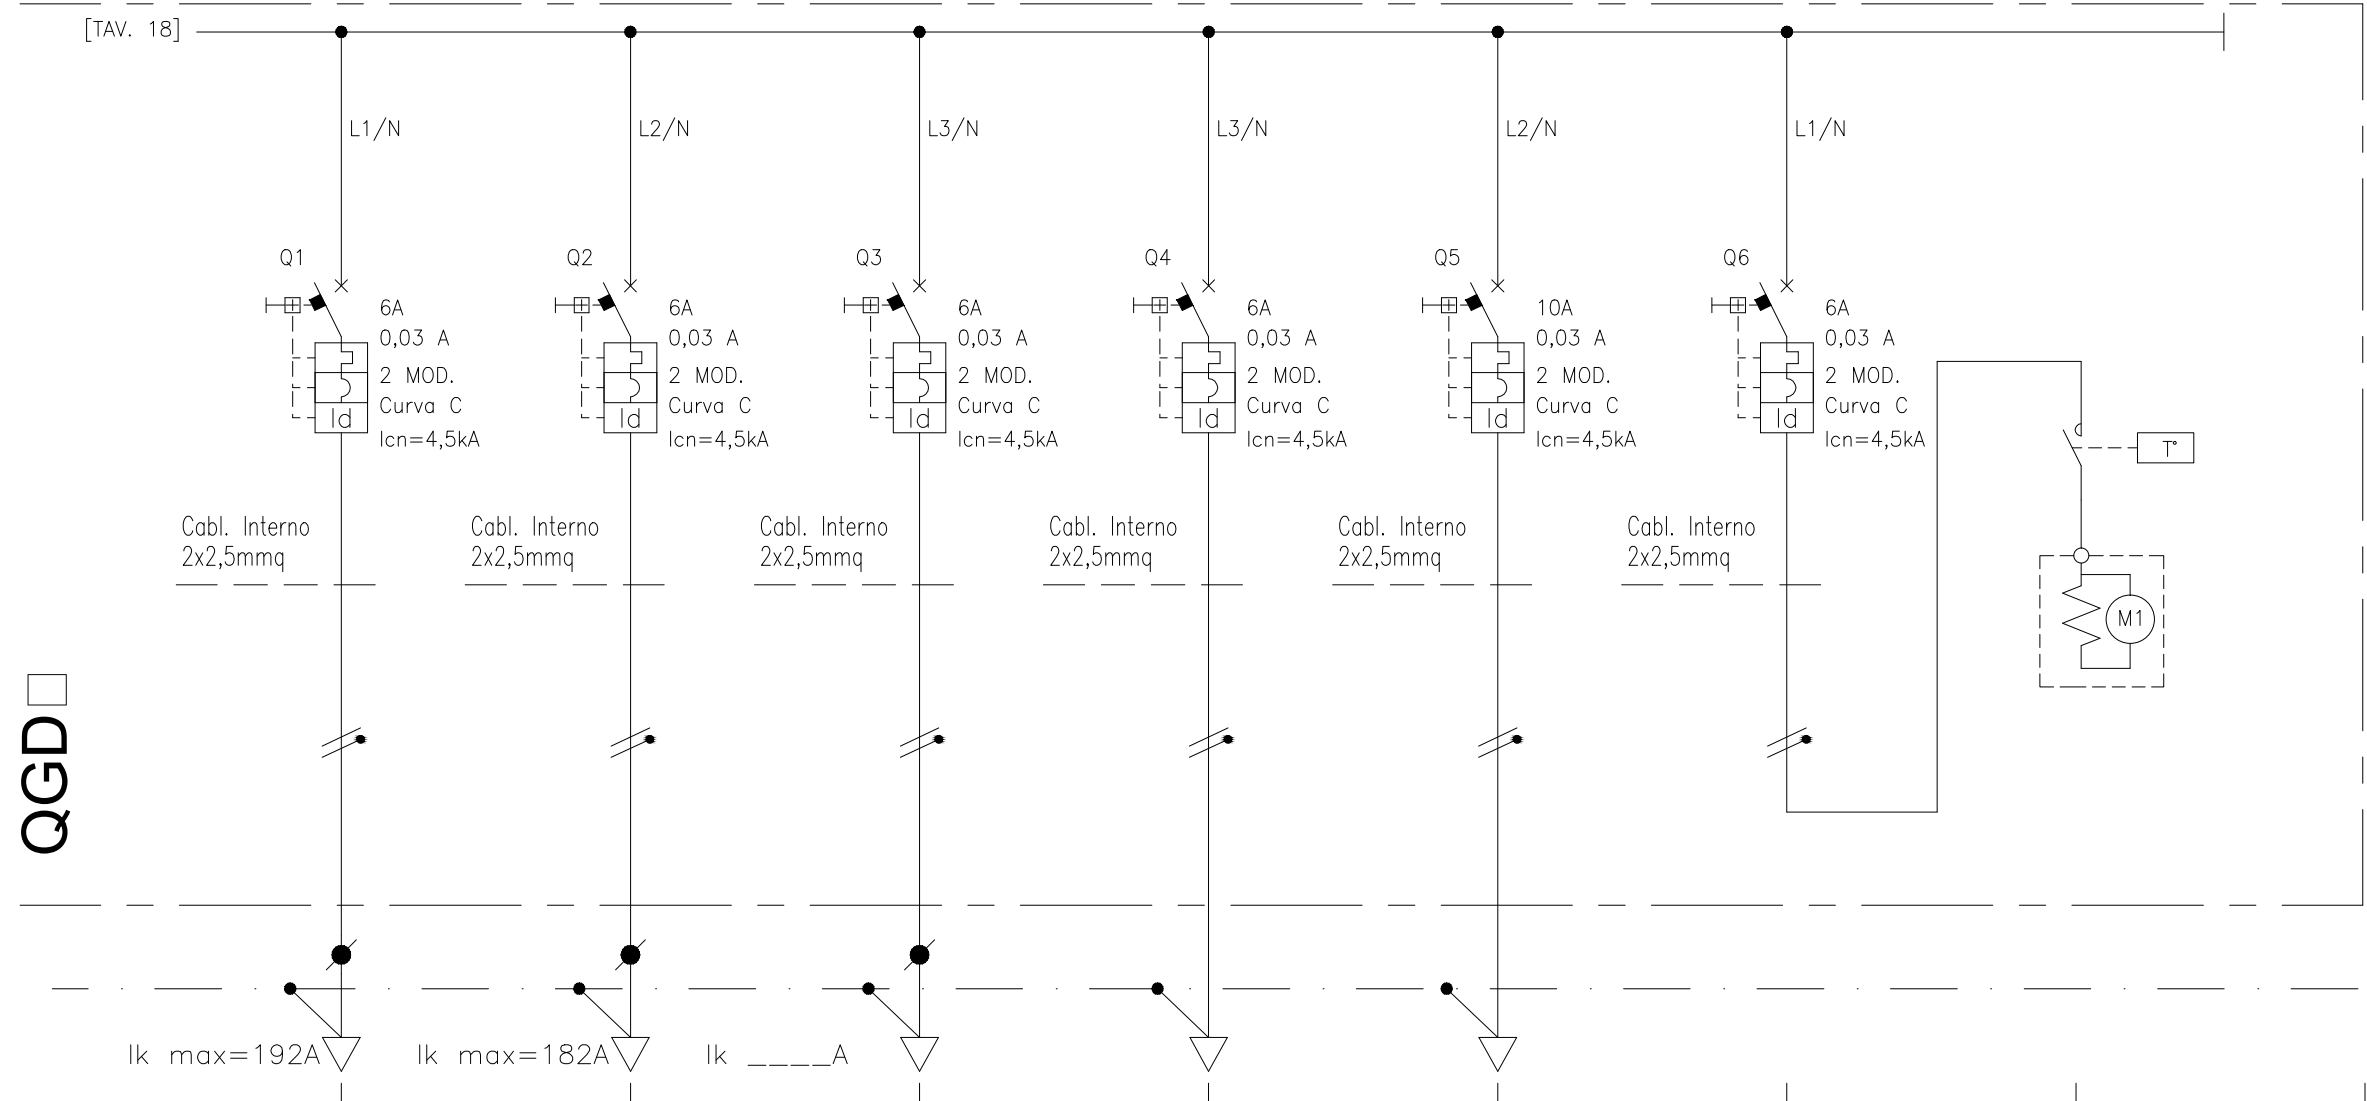 [TAV. 18]
L1/N
L2/N
L3/N
L3/N
L2/N
L1/N
Q1
Q2
Q3
Q4
Q5
Q6
6A
0,03 A
2 MOD.
Curva C
Icn=4,5kA
6A
0,03 A
2 MOD.
Curva C
Icn=4,5kA
6A
0,03 A
2 MOD.
Curva C
Icn=4,5kA
6A
0,03 A
2 MOD.
Curva C
Icn=4,5kA
10A
0,03 A
2 MOD.
Curva C
Icn=4,5kA
6A
0,03 A
2 MOD.
Curva C
Icn=4,5kA
Id
Id
Id
Id
Id
Id
T°
Cabl. Interno
2x2,5mmq
Cabl. Interno
2x2,5mmq
Cabl. Interno
2x2,5mmq
Cabl. Interno
2x2,5mmq
Cabl. Interno
2x2,5mmq
Cabl. Interno
2x2,5mmq
M1
QGD
Ik max=192A
Ik max=182A
Ik ____A